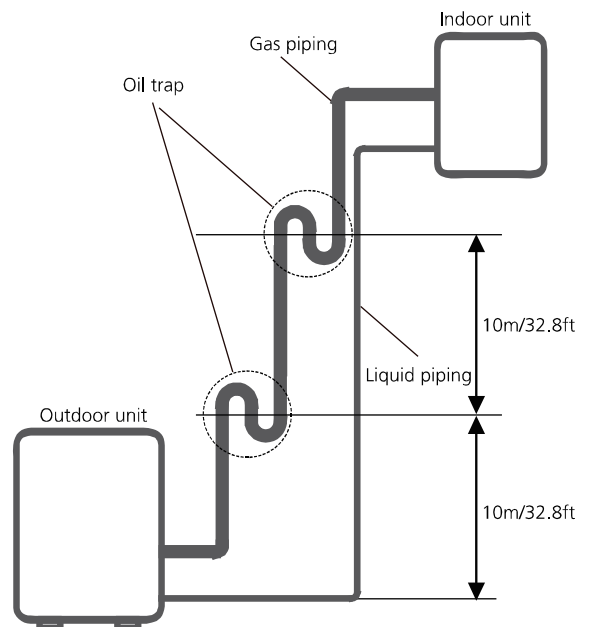 Indoor unit
Gas piping
Oil trap
10m/32.8ft
Liquid piping
Outdoor unit
10m/32.8ft